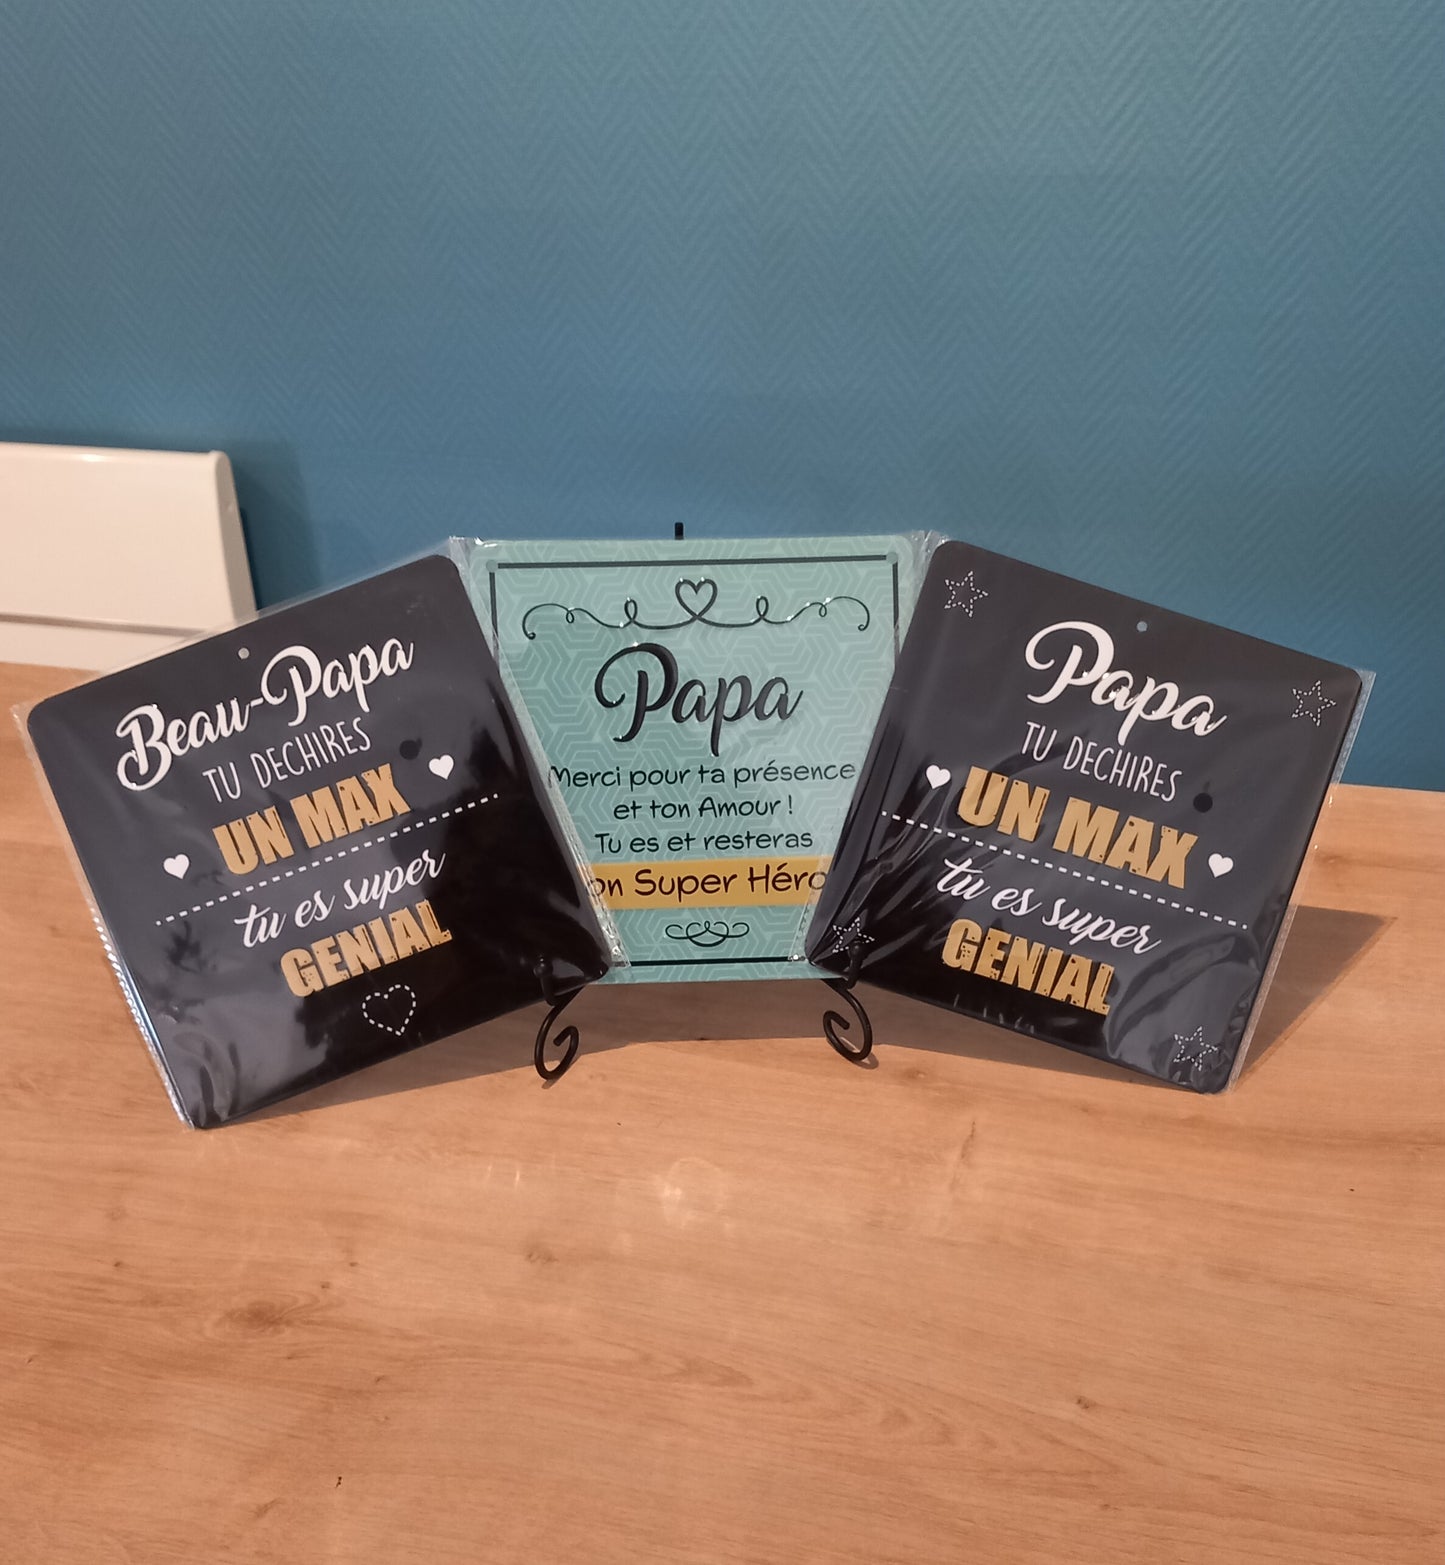 Beau-Papa
TU DECHIRES
UN MAX
tu es super
GENIAL
Papa
Merci pour ta présence
et ton Amour !
Tu es et resteras
on Super Héro
Papa
TU DECHIRES
UN MAX
tu es super
GENIAL